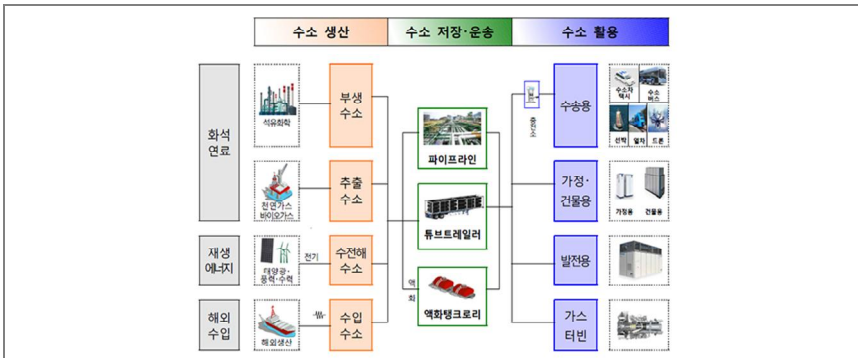 수소 생산
수소 저장·운송
수소 활용
화석
연료
석유화학
부생
수소
천연가스
바이오가스
추출
수소
재생
에너지
태양광·
풍력·수력
전기
수전해
수소
해외
수입
해외생산
수입
수소
파이프라인
튜브트레일러
액화
액화탱크로리
충전소
수송용
수소차
택시
수소
버스
선박
열차
드론
가정·
건물용
가정용
건물용
발전용
가스
터빈